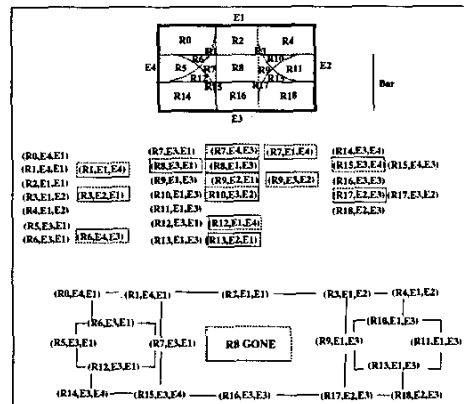 E1
R0 R2 R4
R1 R3
R6 R10
E4 R5 R7 R8 R9 R11 E2
R12 R13
R15 R17
R14 R16 R18
E3
Bar
(R0,E4,E1) (R7,E3,E1) (R7,E4,E3) (R7,E1,E4) (R14,E3,E4)
(R1,E4,E1) (R1,E1,E4) (R8,E3,E1) (R8,E1,E3) (R15,E3,E4) (R15,E4,E3)
(R2,E1,E1) (R9,E1,E3) (R9,E2,E1) (R9,E3,E2) (R16,E3,E3)
(R3,E1,E2) (R3,E2,E1) (R10,E1,E3) (R10,E3,E2) (R17,E2,E3) (R17,E3,E2)
(R4,E1,E2) (R11,E1,E3) (R18,E2,E3)
(R5,E3,E1) (R12,E3,E1) (R12,E1,E4)
(R6,E3,E1) (R6,E4,E3) (R13,E1,E3) (R13,E2,E1)
(R0,E4,E1) (R1,E4,E1) (R2,E1,E1) (R3,E1,E2) (R4,E1,E2)
(R6,E3,E1) (R10,E1,E3)
(R5,E3,E1) (R7,E3,E1) R8 GONE (R9,E1,E3) (R11,E1,E3)
(R12,E3,E1) (R13,E1,E3)
(R14,E3,E4) (R15,E3,E4) (R16,E3,E3) (R17,E2,E3) (R18,E2,E3)